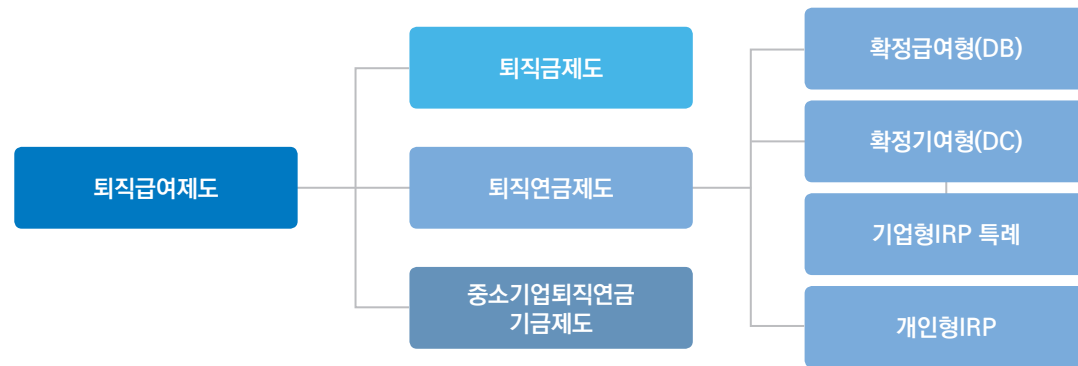 퇴직급여제도
퇴직금제도
퇴직연금제도
중소기업퇴직연금
기금제도
확정급여형(DB)
확정기여형(DC)
기업형IRP 특례
개인형IRP